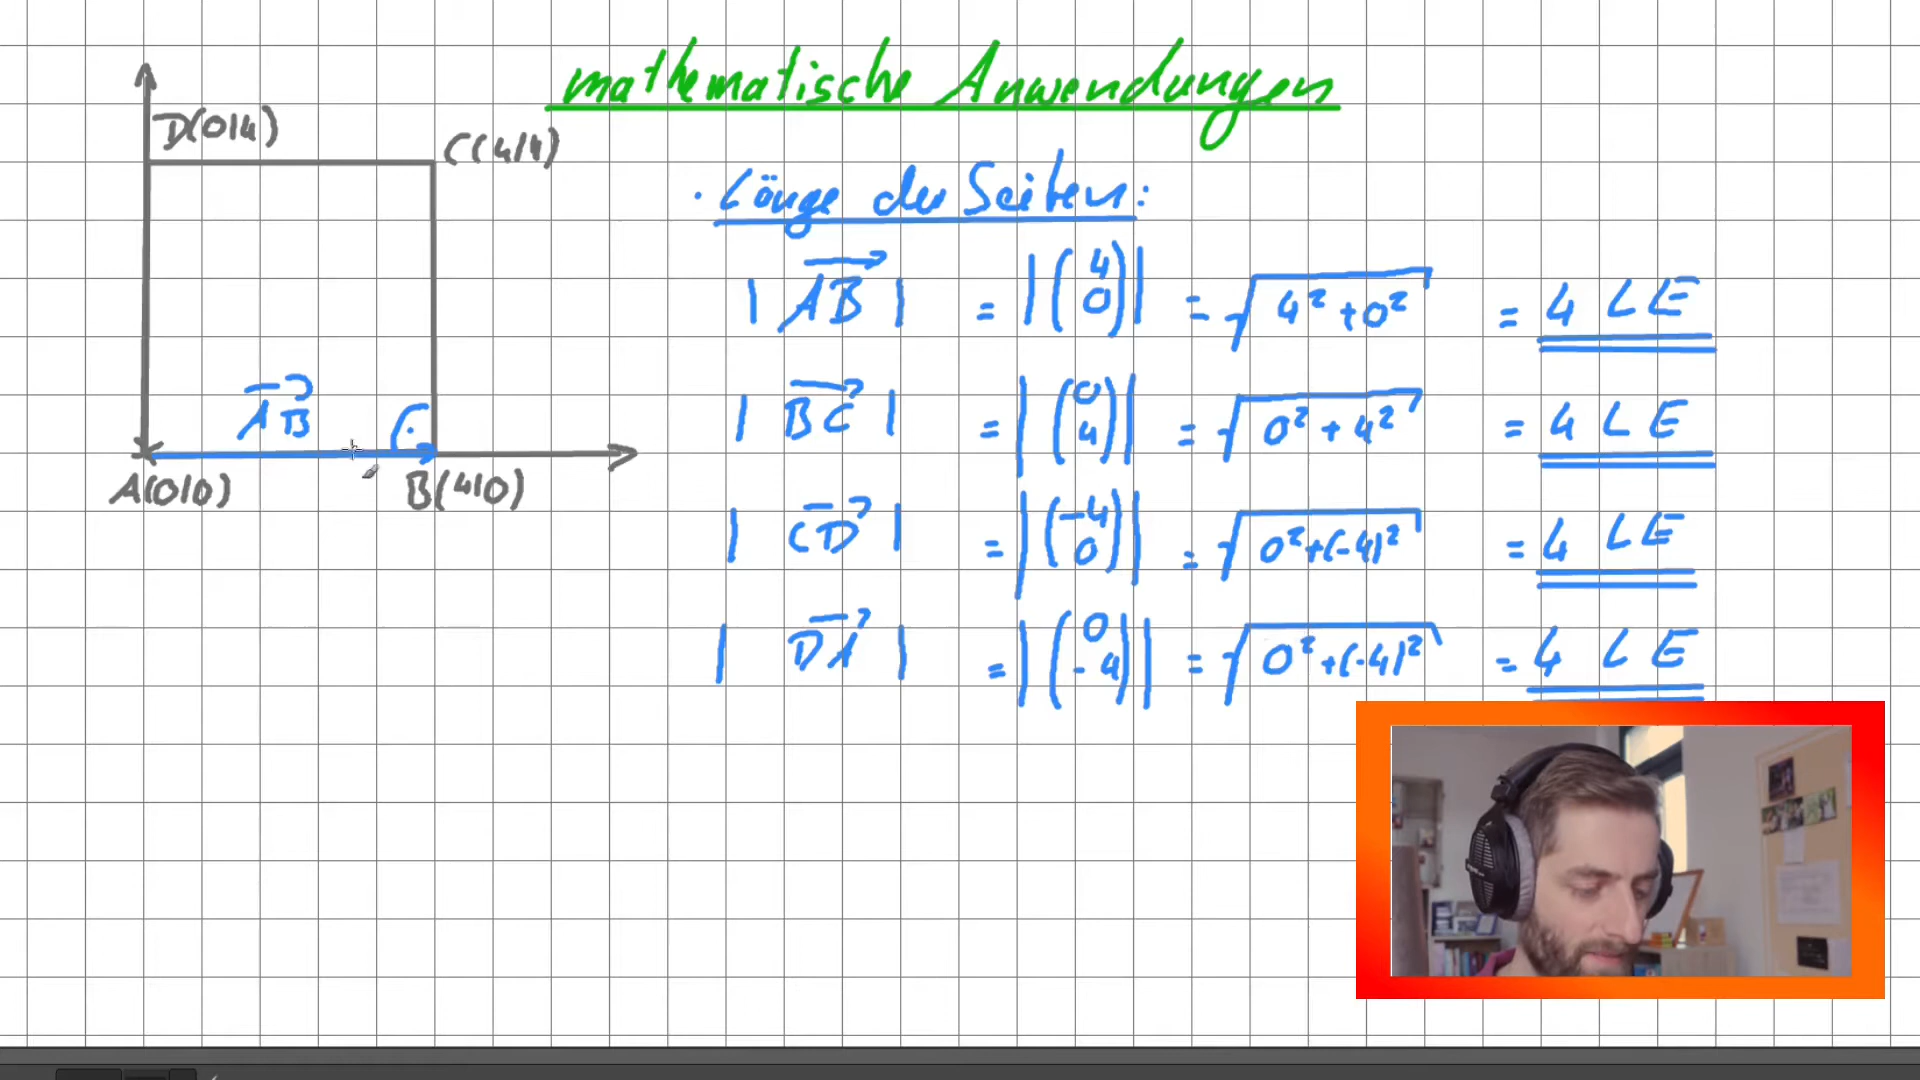 mathematische Anwendungen
D(0|4)
C(4|4)
AB
A(0|0)
B(4|0)
· Länge der Seiten:
|AB| = |(4 0)| = √4²+0² = 4 LE
|BC| = |(0 4)| = √0²+4² = 4 LE
|CD| = |(-4 0)| = √0²+(-4)² = 4 LE
|DA| = |(0 -4)| = √0²+(-4)² = 4 LE